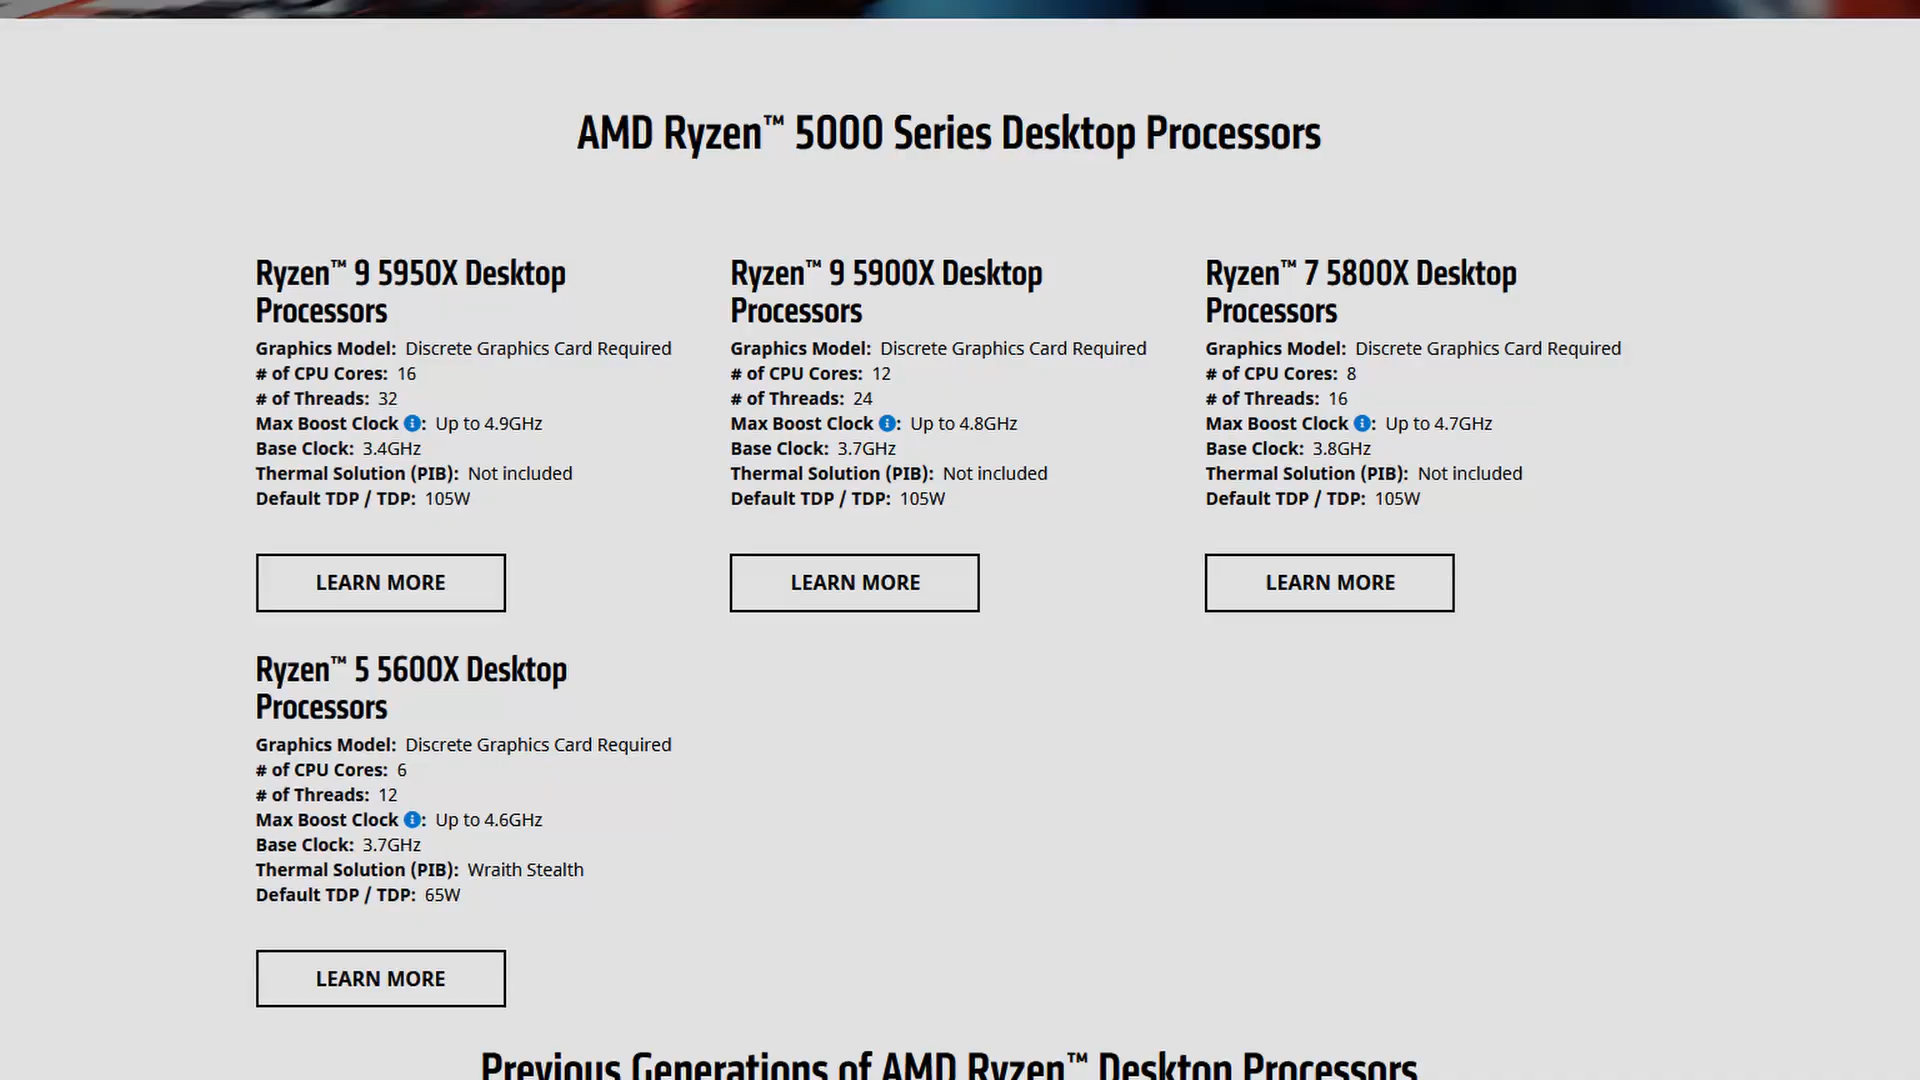 AMD Ryzen™ 5000 Series Desktop Processors
Ryzen™ 9 5950X Desktop
Processors
Graphics Model: Discrete Graphics Card Required
# of CPU Cores: 16
# of Threads: 32
Max Boost Clock i: Up to 4.9GHz
Base Clock: 3.4GHz
Thermal Solution (PIB): Not included
Default TDP / TDP: 105W
LEARN MORE
Ryzen™ 9 5900X Desktop
Processors
Graphics Model: Discrete Graphics Card Required
# of CPU Cores: 12
# of Threads: 24
Max Boost Clock i: Up to 4.8GHz
Base Clock: 3.7GHz
Thermal Solution (PIB): Not included
Default TDP / TDP: 105W
LEARN MORE
Ryzen™ 7 5800X Desktop
Processors
Graphics Model: Discrete Graphics Card Required
# of CPU Cores: 8
# of Threads: 16
Max Boost Clock i: Up to 4.7GHz
Base Clock: 3.8GHz
Thermal Solution (PIB): Not included
Default TDP / TDP: 105W
LEARN MORE
Ryzen™ 5 5600X Desktop
Processors
Graphics Model: Discrete Graphics Card Required
# of CPU Cores: 6
# of Threads: 12
Max Boost Clock i: Up to 4.6GHz
Base Clock: 3.7GHz
Thermal Solution (PIB): Wraith Stealth
Default TDP / TDP: 65W
LEARN MORE
Previous Generations of AMD Ryzen™ Desktop Processors